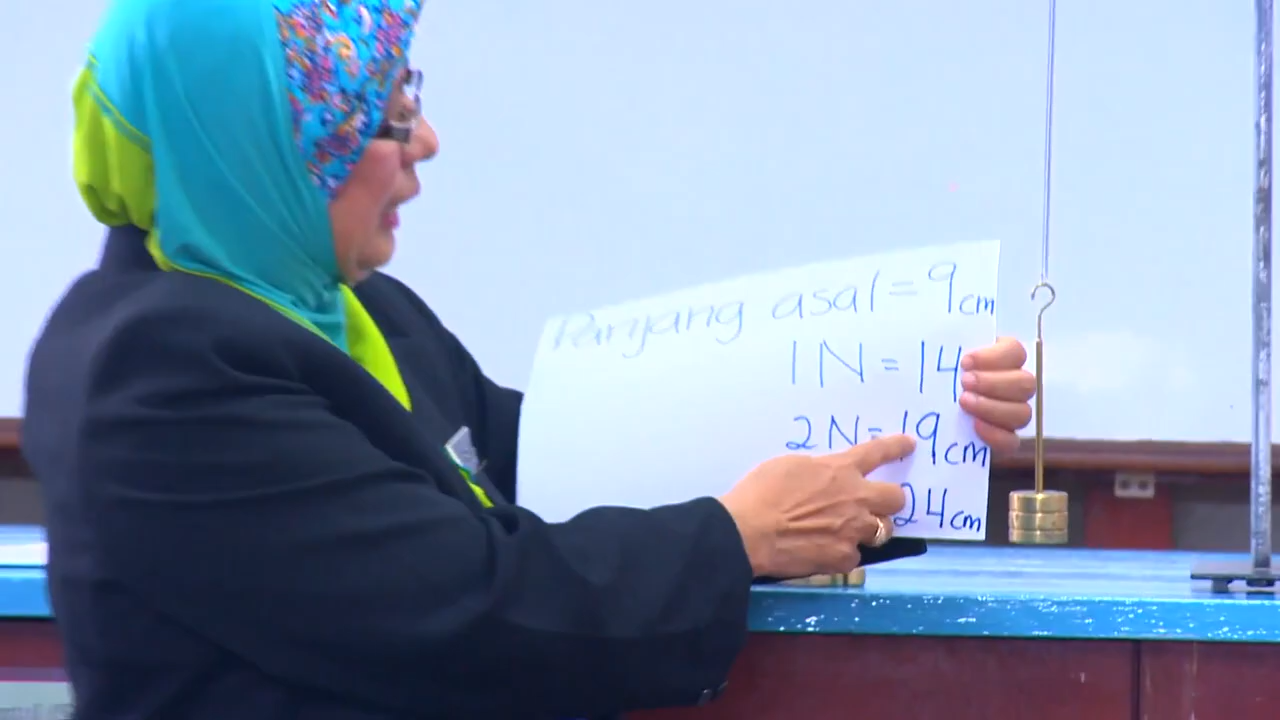 Panjang asal = 9cm
1N = 14
2N = 19cm
24cm